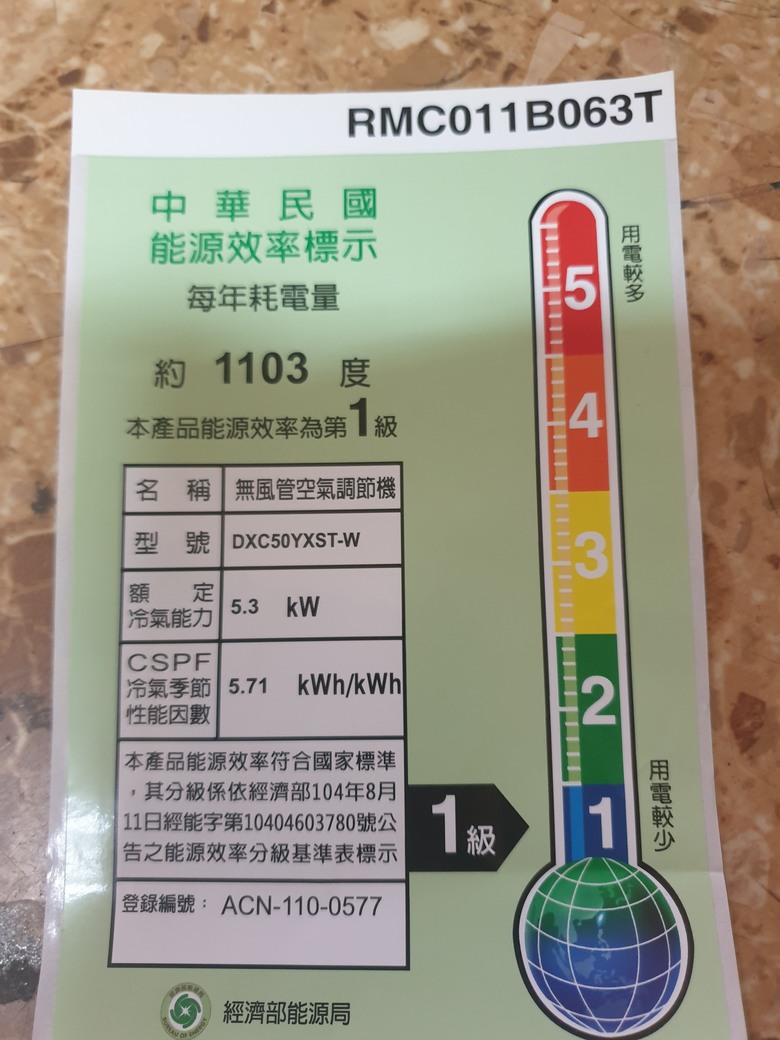 RMC011B063T
中華民國
能源效率標示
每年耗電量
約 1103 度
本產品能源效率為第1級
名稱 無風管空氣調節機
型號 DXC50YXST-W
額定
冷氣能力 5.3 kW
CSPF
冷氣季節
性能因數 5.71 kWh/kWh
本產品能源效率符合國家標準
，其分級係依經濟部104年8月
11日經能字第10404603780號公
告之能源效率分級基準表標示
登錄編號： ACN-110-0577
經濟部能源局
BUREAU OF ENERGY
用電較多
5
4
3
2
1
用電較少
1級